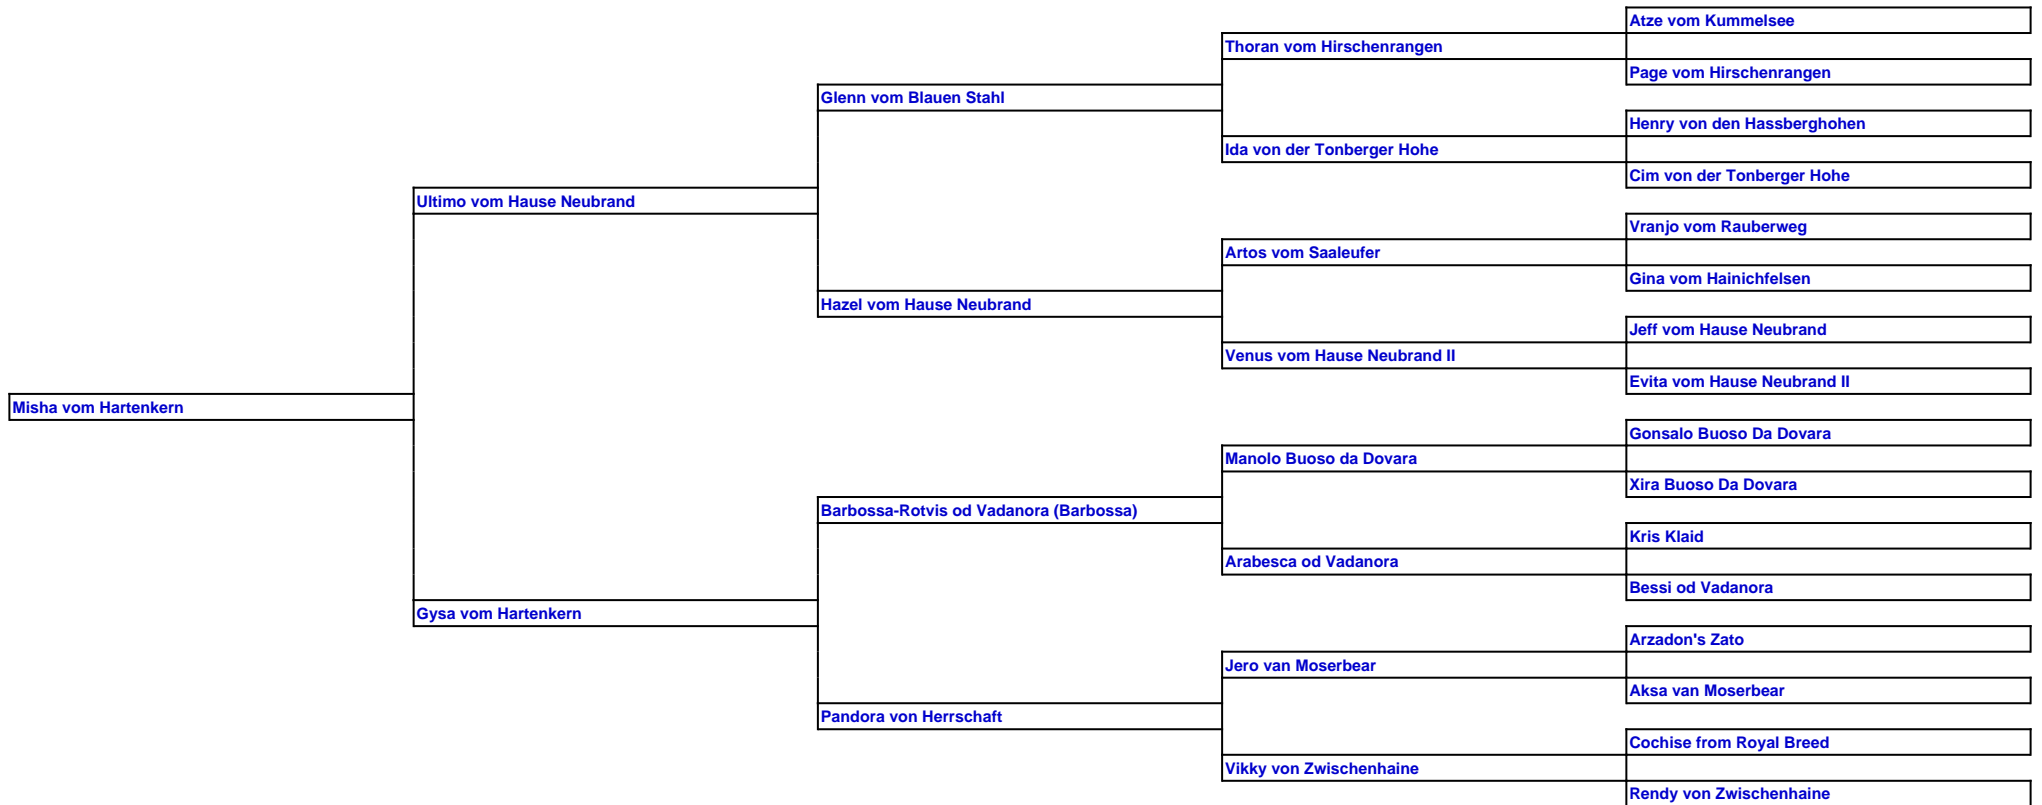 Atze vom Kummelsee
Thoran vom Hirschenrangen
Page vom Hirschenrangen
Glenn vom Blauen Stahl
Henry von den Hassberghohen
Ida von der Tonberger Hohe
Cim von der Tonberger Hohe
Ultimo vom Hause Neubrand
Vranjo vom Rauberweg
Artos vom Saaleufer
Gina vom Hainichfelsen
Hazel vom Hause Neubrand
Jeff vom Hause Neubrand
Venus vom Hause Neubrand II
Evita vom Hause Neubrand II
Misha vom Hartenkern
Gonsalo Buoso Da Dovara
Manolo Buoso da Dovara
Xira Buoso Da Dovara
Barbossa-Rotvis od Vadanora (Barbossa)
Kris Klaid
Arabesca od Vadanora
Bessi od Vadanora
Gysa vom Hartenkern
Arzadon's Zato
Jero van Moserbear
Aksa van Moserbear
Pandora von Herrschaft
Cochise from Royal Breed
Vikky von Zwischenhaine
Rendy von Zwischenhaine